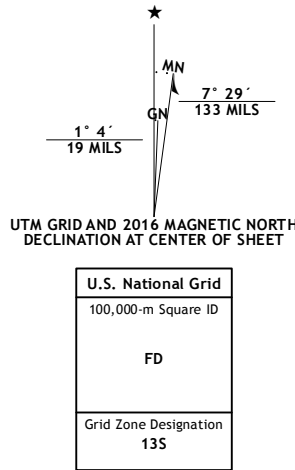 ★
MN
7° 29´
133 MILS
GN
1° 4´
19 MILS
UTM GRID AND 2016 MAGNETIC NORTH
DECLINATION AT CENTER OF SHEET
U.S. National Grid
100,000-m Square ID
FD
Grid Zone Designation
13S